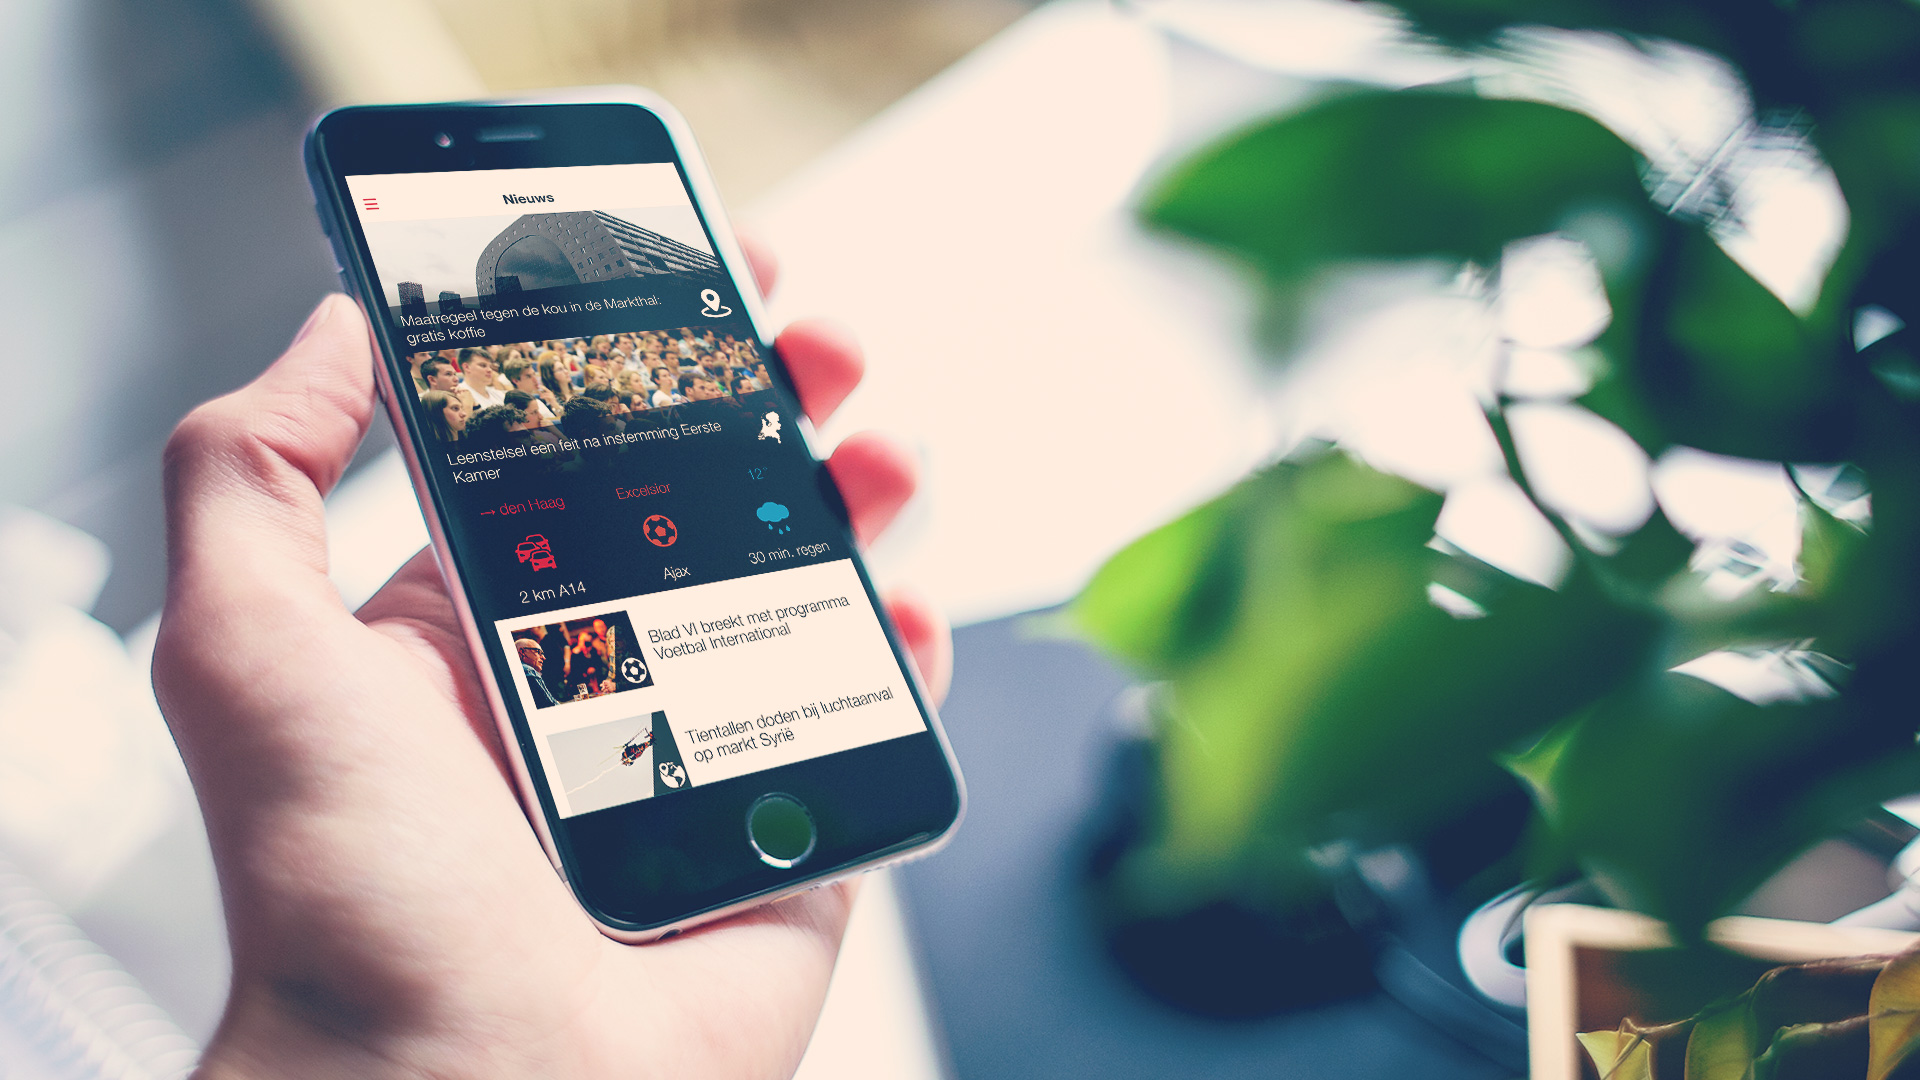 Nieuws
Maatregeel tegen de kou in de Markthal:
gratis koffie
Leenstelsel een feit na instemming Eerste
Kamer
→ den Haag
Excelsior
12°
2 km A14
Ajax
30 min. regen
Blad VI breekt met programma
Voetbal International
Tientallen doden bij luchtaanval
op markt Syrië